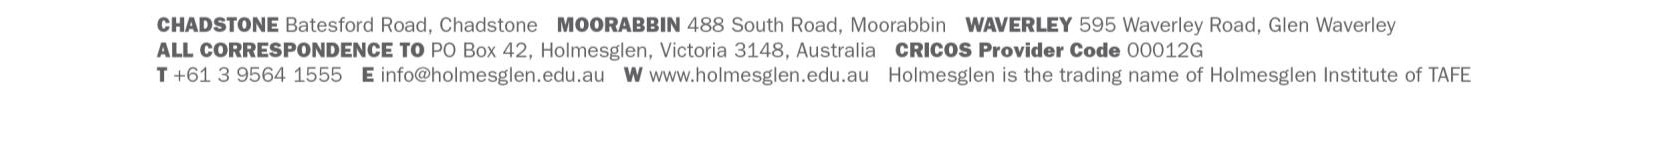 CHADSTONE Batesford Road, Chadstone MOORABBIN 488 South Road, Moorabbin WAVERLEY 595 Waverley Road, Glen Waverley
ALL CORRESPONDENCE TO PO Box 42, Holmesglen, Victoria 3148, Australia CRICOS Provider Code 00012G
T +61 3 9564 1555 E info@holmesglen.edu.au W www.holmesglen.edu.au Holmesglen is the trading name of Holmesglen Institute of TAFE